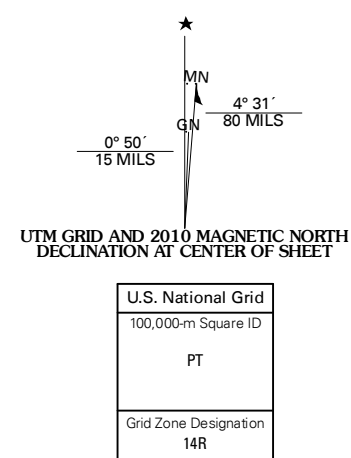 ★
MN
4° 31´
80 MILS
GN
0° 50´
15 MILS
UTM GRID AND 2010 MAGNETIC NORTH
DECLINATION AT CENTER OF SHEET
U.S. National Grid
100,000-m Square ID
PT
Grid Zone Designation
14R